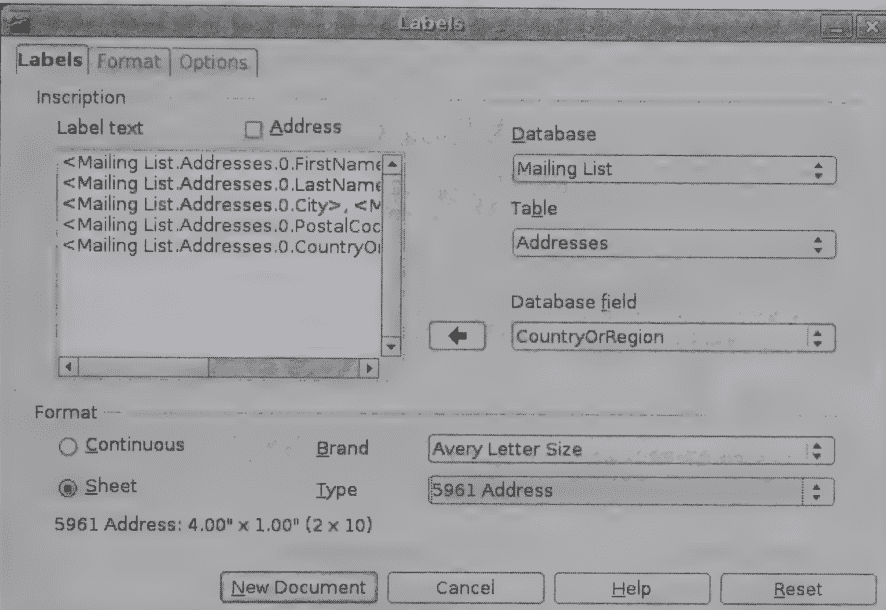 Labels
Labels Format Options
Inscription
Label text Address
<Mailing List.Addresses.0.FirstName
<Mailing List.Addresses.0.LastName
<Mailing List.Addresses.0.City>, <M
<Mailing List.Addresses.0.PostalCoc
<Mailing List.Addresses.0.CountryOr
Database
Mailing List
Table
Addresses
Database field
CountryOrRegion
Format
Continuous
Sheet
Brand
Avery Letter Size
Type
5961 Address
5961 Address: 4.00" x 1.00" (2 x 10)
New Document Cancel Help Reset